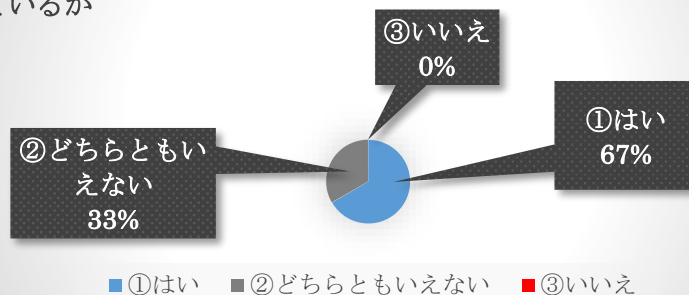 いるか
③いいえ
0%
①はい
67%
②どちらともい
えない
33%
①はい ②どちらともいえない ③いいえ